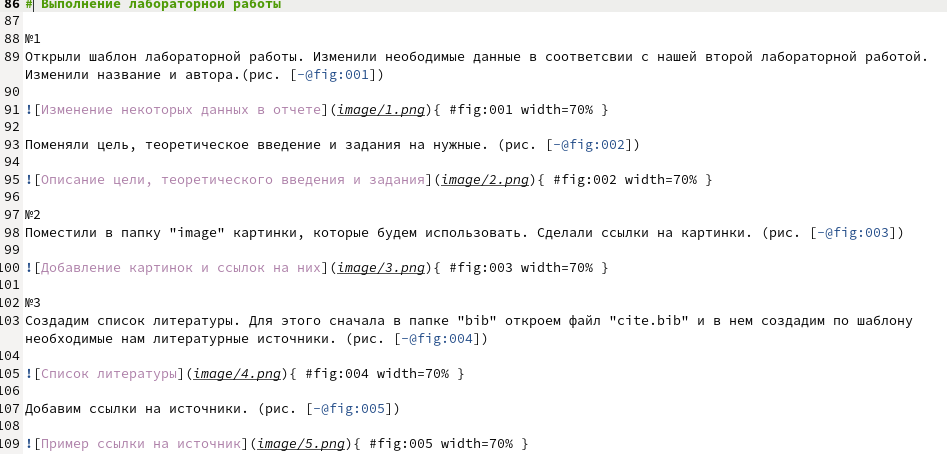 86 # Выполнение лабораторной работы
87
88 №1
89 Открыли шаблон лабораторной работы. Изменили неободимые данные в соответсвии с нашей второй лабораторной работой.
Изменили название и автора.(рис. [-@fig:001])
90
91 ![Изменение некоторых данных в отчете](image/1.png){ #fig:001 width=70% }
92
93 Поменяли цель, теоретическое введение и задания на нужные. (рис. [-@fig:002])
94
95 ![Описание цели, теоретического введения и задания](image/2.png){ #fig:002 width=70% }
96
97 №2
98 Поместили в папку "image" картинки, которые будем использовать. Сделали ссылки на картинки. (рис. [-@fig:003])
99
100 ![Добавление картинок и ссылок на них](image/3.png){ #fig:003 width=70% }
101
102 №3
103 Создадим список литературы. Для этого сначала в папке "bib" откроем файл "cite.bib" и в нем создадим по шаблону
необходимые нам литературные источники. (рис. [-@fig:004])
104
105 ![Список литературы](image/4.png){ #fig:004 width=70% }
106
107 Добавим ссылки на источники. (рис. [-@fig:005])
108
109 ![Пример ссылки на источник](image/5.png){ #fig:005 width=70% }